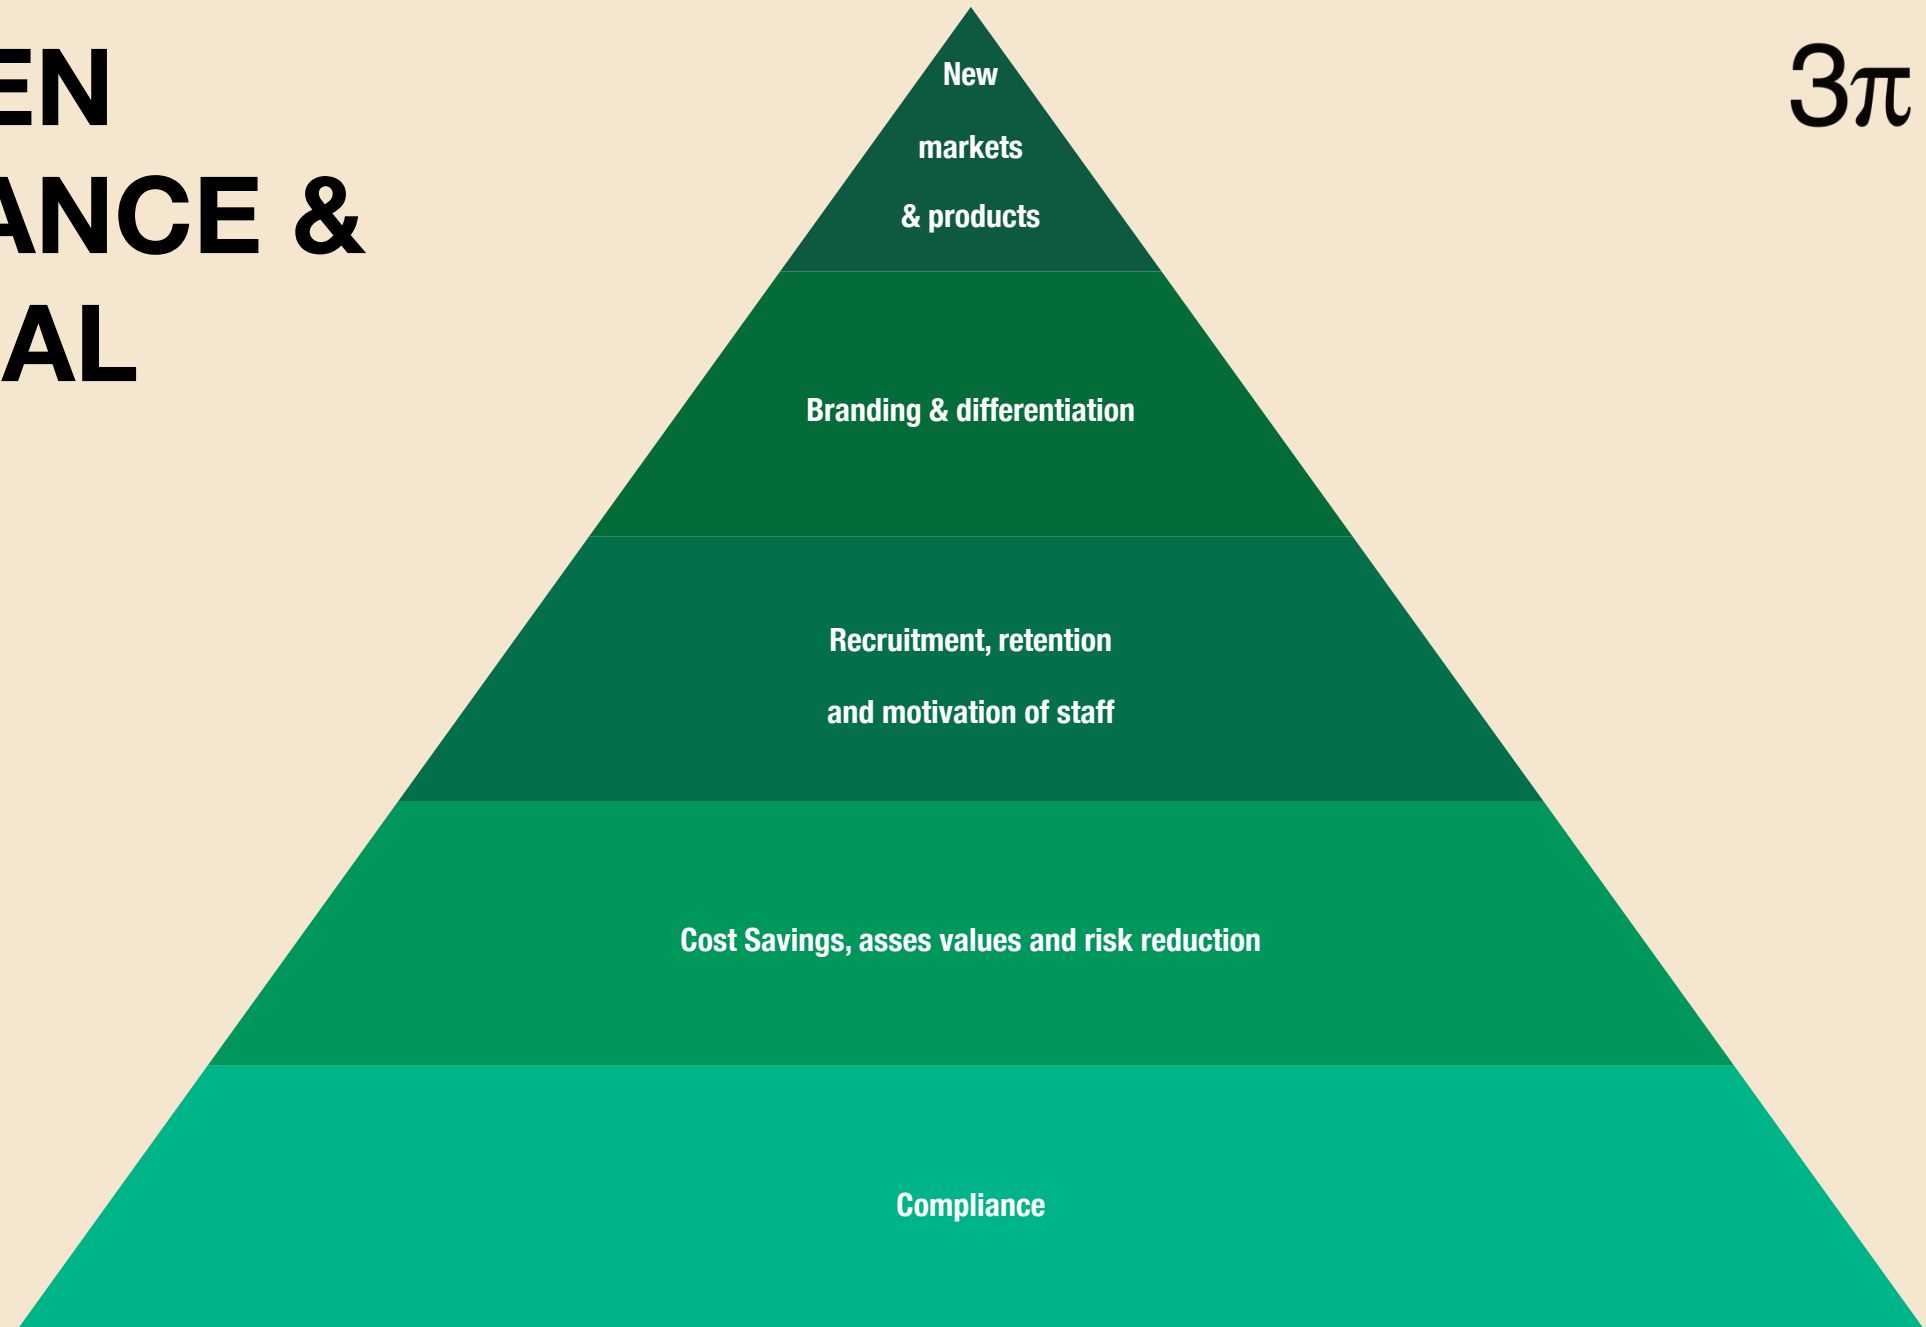 EN
ANCE &
AL
3π
New
markets
& products
Branding & differentiation
Recruitment, retention
and motivation of staff
Cost Savings, asses values and risk reduction
Compliance